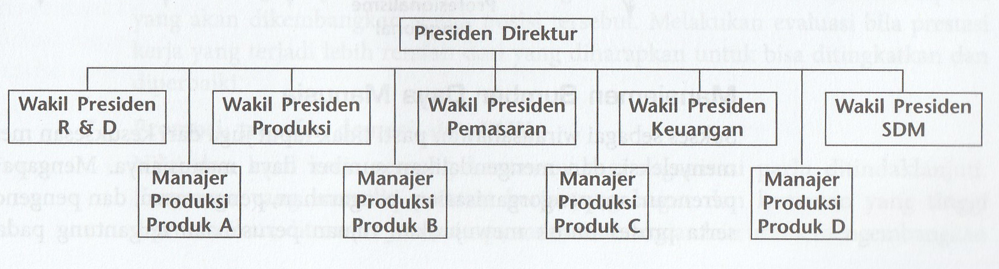 Presiden Direktur
Wakil Presiden
R & D
Wakil Presiden
Produksi
Wakil Presiden
Pemasaran
Wakil Presiden
Keuangan
Wakil Presiden
SDM
Manajer
Produksi
Produk A
Manajer
Produksi
Produk B
Manajer
Produksi
Produk C
Manajer
Produksi
Produk D